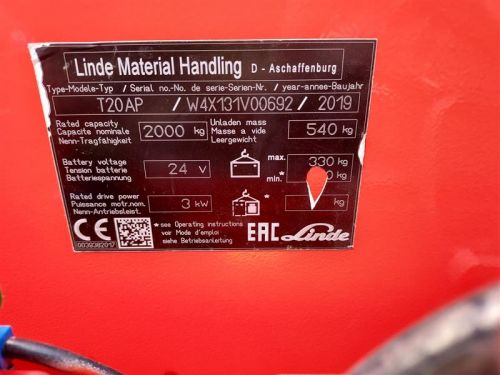 Linde Material Handling D - Aschaffenburg
Type-Modele-Typ / Serial no.-No. de serie-Serien-Nr. / year-annee-Baujahr
T20AP / W4X131V00692 / 2019
Rated capacity
Capacite nominale
Nenn-Tragfähigkeit
2000 kg
Unladen mass
Masse a vide
Leergewicht
540 kg
Battery voltage
Tension batterie
Batteriespannung
24 V
max. 330 kg
min.* 0 kg
Rated drive power
Puissance motr.nom.
Nenn-Antriebsleist.
3 kW
* kg
CE
*see Operating instructions
voir Mode d'emploi
siehe Betriebsanleitung
EAC Linde